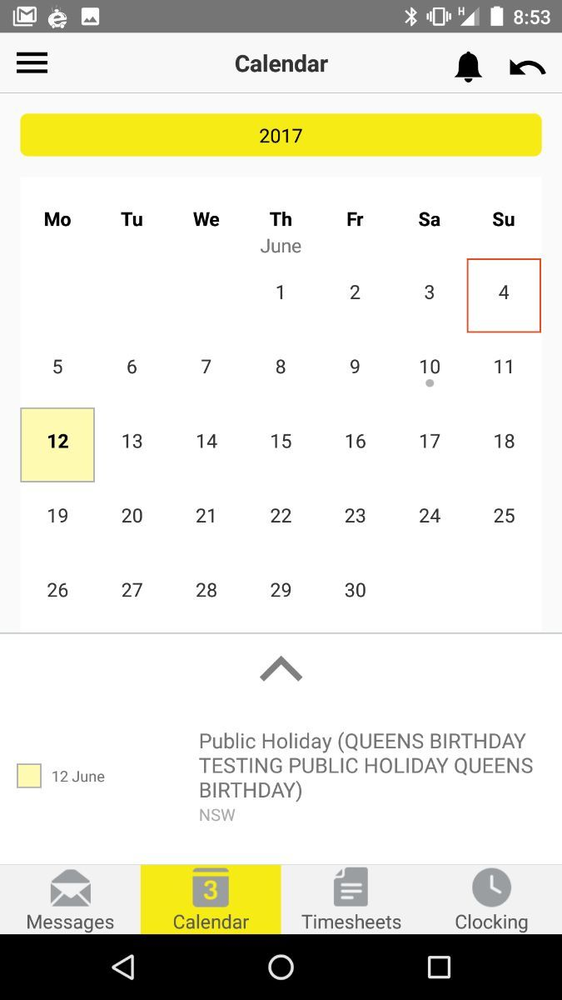 8:53
Calendar
2017
Mo Tu We Th Fr Sa Su
June
1 2 3 4
5 6 7 8 9 10 11
12 13 14 15 16 17 18
19 20 21 22 23 24 25
26 27 28 29 30
12 June
Public Holiday (QUEENS BIRTHDAY
TESTING PUBLIC HOLIDAY QUEENS
BIRTHDAY)
NSW
3
Messages Calendar Timesheets Clocking